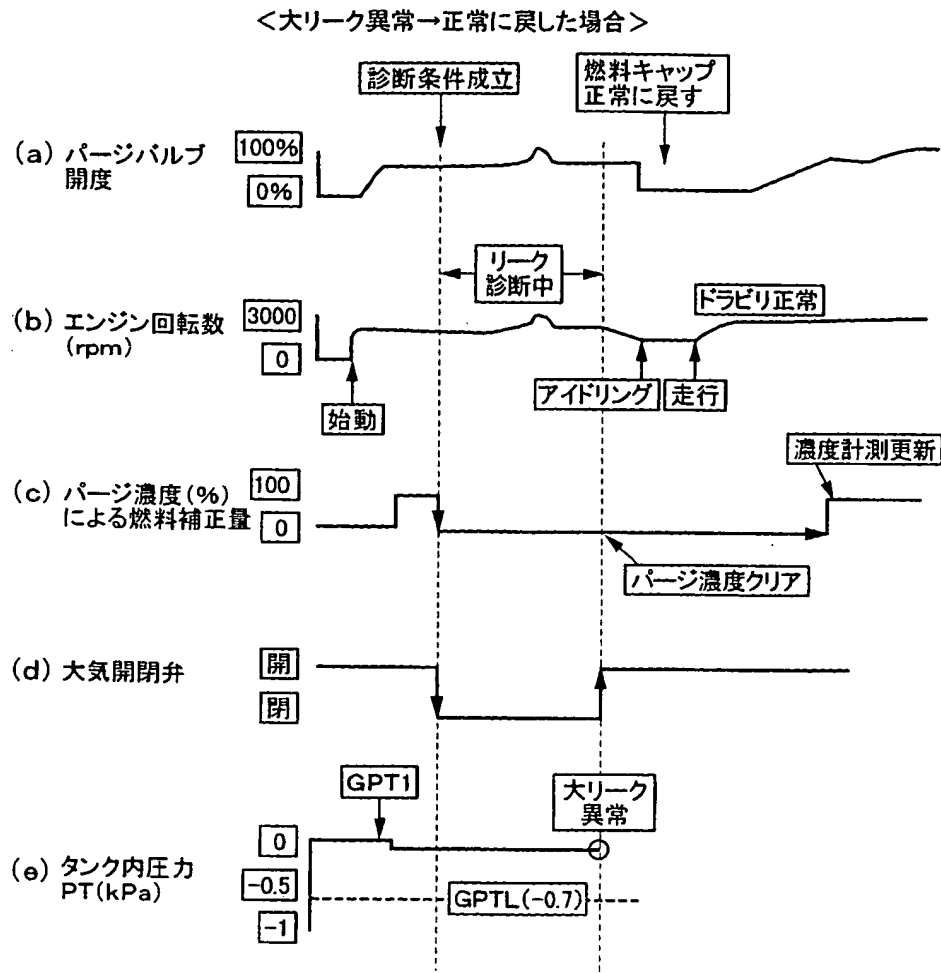 ＜大リーク異常→正常に戻した場合＞
診断条件成立
燃料キャップ
正常に戻す
(a) パージバルブ
開度
100%
0%
リーク
診断中
ドラビリ正常
(b) エンジン回転数
(rpm)
3000
0
始動
アイドリング
走行
濃度計測更新
(c) パージ濃度(%)
による燃料補正量
100
0
パージ濃度クリア
(d) 大気開閉弁
開
閉
GPT1
大リーク
異常
(e) タンク内圧力
PT(kPa)
0
-0.5
-1
GPTL(-0.7)